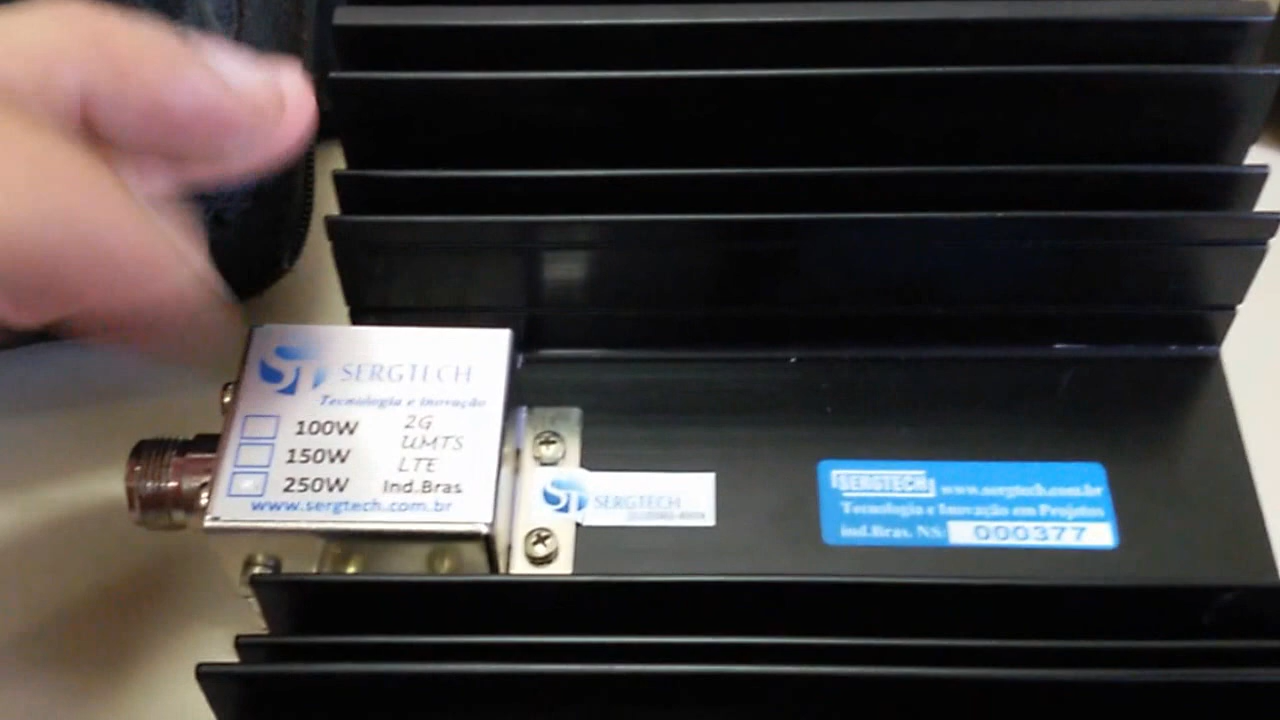 ST SERGTECH
Tecnologia e Inovação
100W 2G
UMTS
150W
LTE
250W Ind.Bras
www.sergtech.com.br
ST SERGTECH
SERGTECH www.sergtech.com.br
Tecnologia e Inovação em Projetos
ind.Bras. NS: 000377